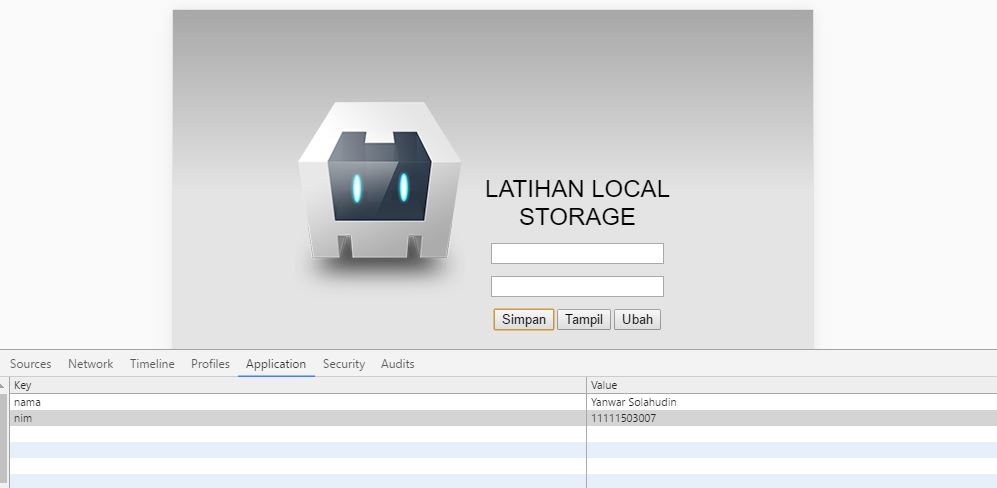 LATIHAN LOCAL
STORAGE
Simpan Tampil Ubah
Sources Network Timeline Profiles Application Security Audits
Key Value
nama Yanwar Solahudin
nim 11111503007